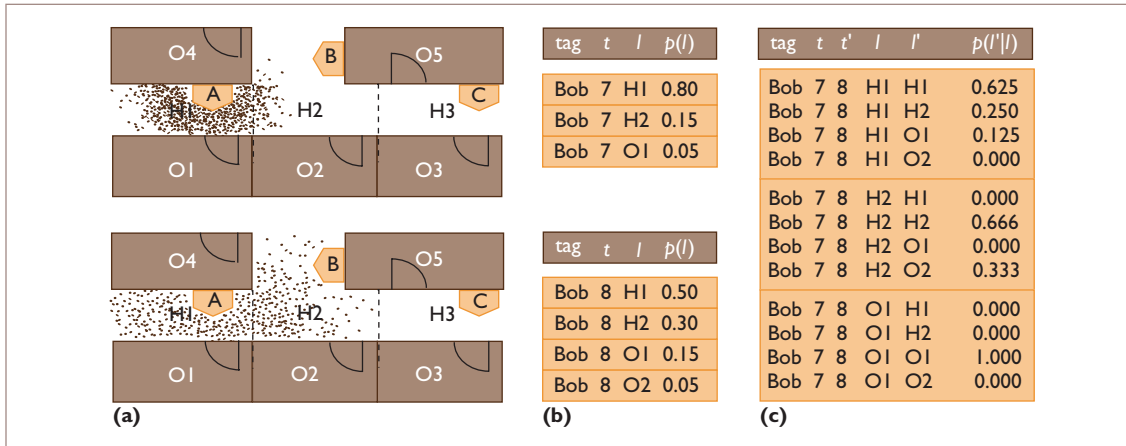 O4
B
O5
A
C
H1
H2
H3
O1
O2
O3
O4
B
O5
A
C
H1
H2
H3
O1
O2
O3
(a)
tag t l p(l)
Bob 7 H1 0.80
Bob 7 H2 0.15
Bob 7 O1 0.05
tag t l p(l)
Bob 8 H1 0.50
Bob 8 H2 0.30
Bob 8 O1 0.15
Bob 8 O2 0.05
(b)
tag t t' l l' p(l'|l)
Bob 7 8 H1 H1 0.625
Bob 7 8 H1 H2 0.250
Bob 7 8 H1 O1 0.125
Bob 7 8 H1 O2 0.000
Bob 7 8 H2 H1 0.000
Bob 7 8 H2 H2 0.666
Bob 7 8 H2 O1 0.000
Bob 7 8 H2 O2 0.333
Bob 7 8 O1 H1 0.000
Bob 7 8 O1 H2 0.000
Bob 7 8 O1 O1 1.000
Bob 7 8 O1 O2 0.000
(c)